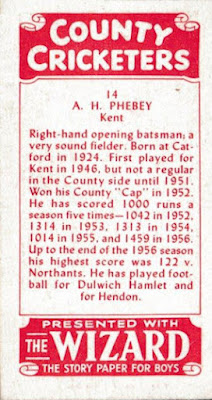 COUNTY
CRICKETERS
14
A. H. PHEBEY
Kent
Right-hand opening batsman; a
very sound fielder. Born at Cat-
ford in 1924. First played for
Kent in 1946, but not a regular
in the County side until 1951.
Won his County "Cap" in 1952.
He has scored 1000 runs a
season five times—1042 in 1952,
1314 in 1953, 1313 in 1954,
1014 in 1955, and 1459 in 1956.
Up to the end of the 1956 season
his highest score was 122 v.
Northants. He has played foot-
ball for Dulwich Hamlet and
for Hendon.
PRESENTED WITH
THE WIZARD
THE STORY PAPER FOR BOYS